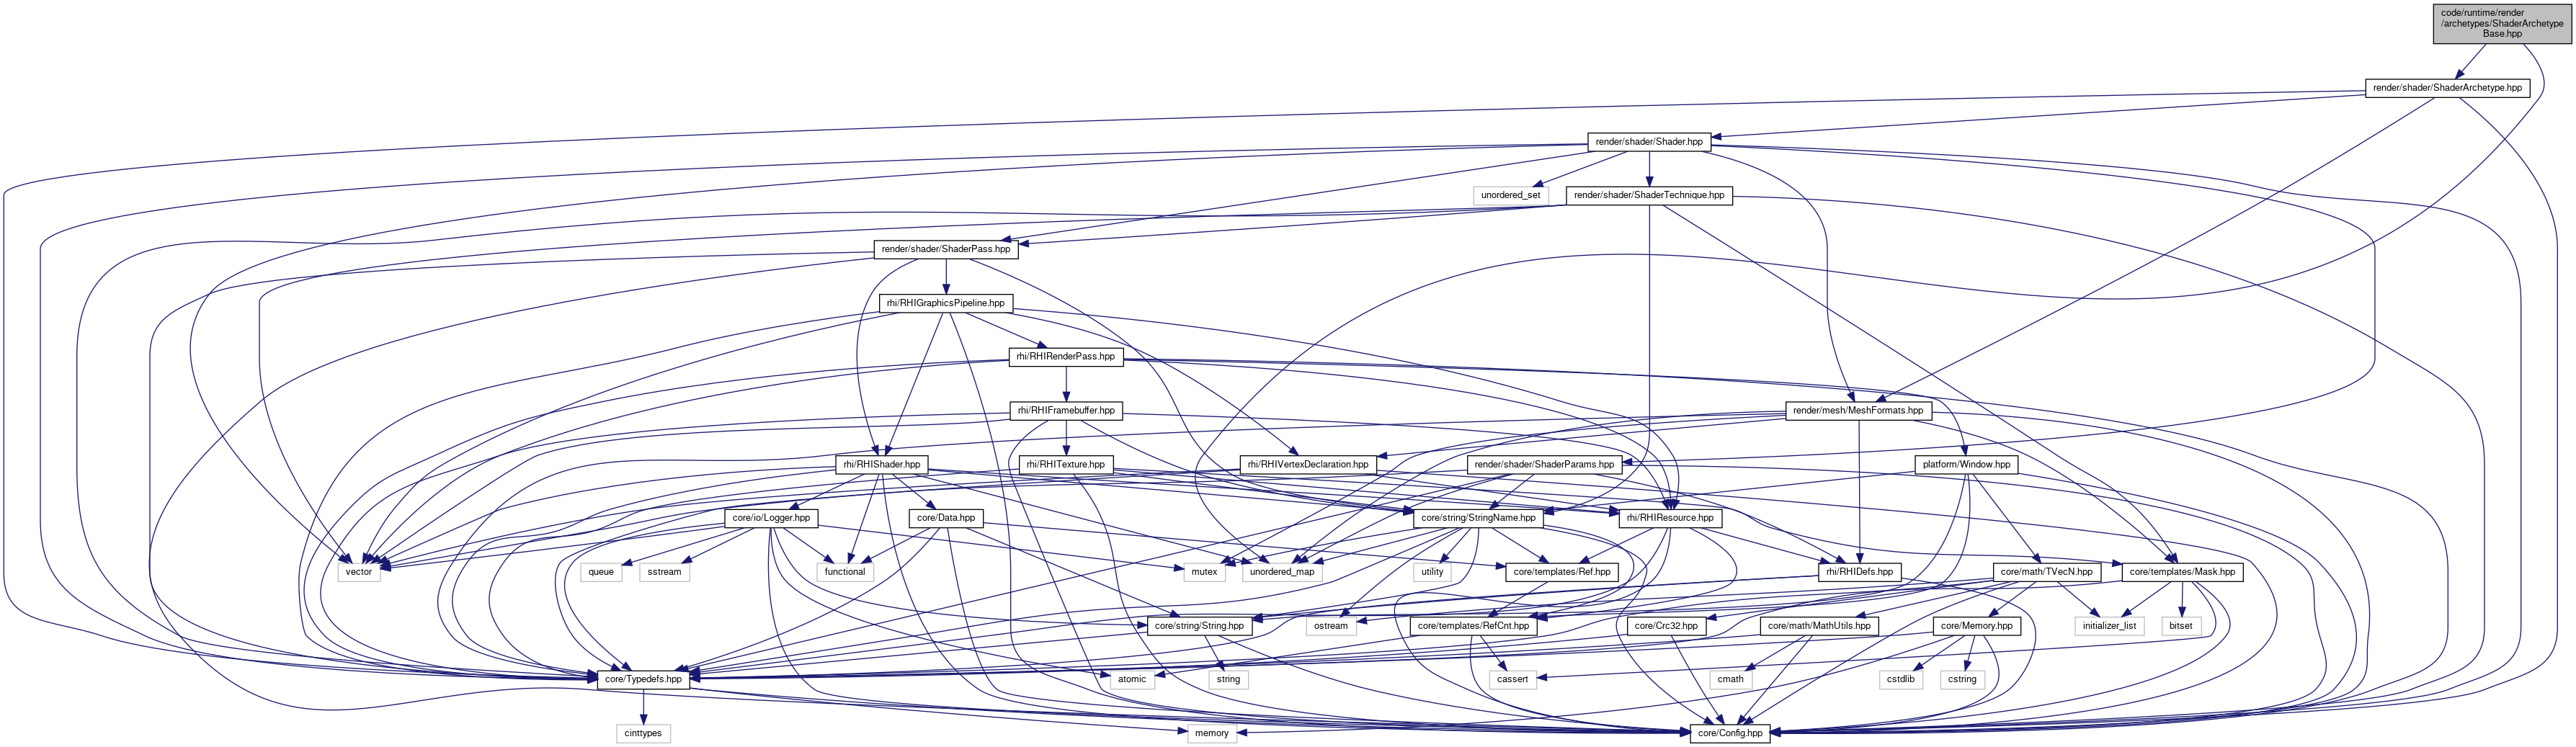 code/runtime/render
/archetypes/ShaderArchetype
Base.hpp
render/shader/ShaderArchetype.hpp
render/shader/Shader.hpp
unordered_set
render/shader/ShaderTechnique.hpp
render/shader/ShaderPass.hpp
rhi/RHIGraphicsPipeline.hpp
rhi/RHIRenderPass.hpp
rhi/RHIFramebuffer.hpp
render/mesh/MeshFormats.hpp
rhi/RHIShader.hpp
rhi/RHITexture.hpp
rhi/RHIVertexDeclaration.hpp
render/shader/ShaderParams.hpp
platform/Window.hpp
core/io/Logger.hpp
core/Data.hpp
core/string/StringName.hpp
rhi/RHIResource.hpp
vector
queue
sstream
functional
mutex
unordered_map
utility
core/templates/Ref.hpp
rhi/RHIDefs.hpp
core/math/TVecN.hpp
core/templates/Mask.hpp
core/string/String.hpp
ostream
core/templates/RefCnt.hpp
core/Crc32.hpp
core/math/MathUtils.hpp
core/Memory.hpp
initializer_list
bitset
core/Typedefs.hpp
atomic
string
cassert
cmath
cstdlib
cstring
cinttypes
memory
core/Config.hpp